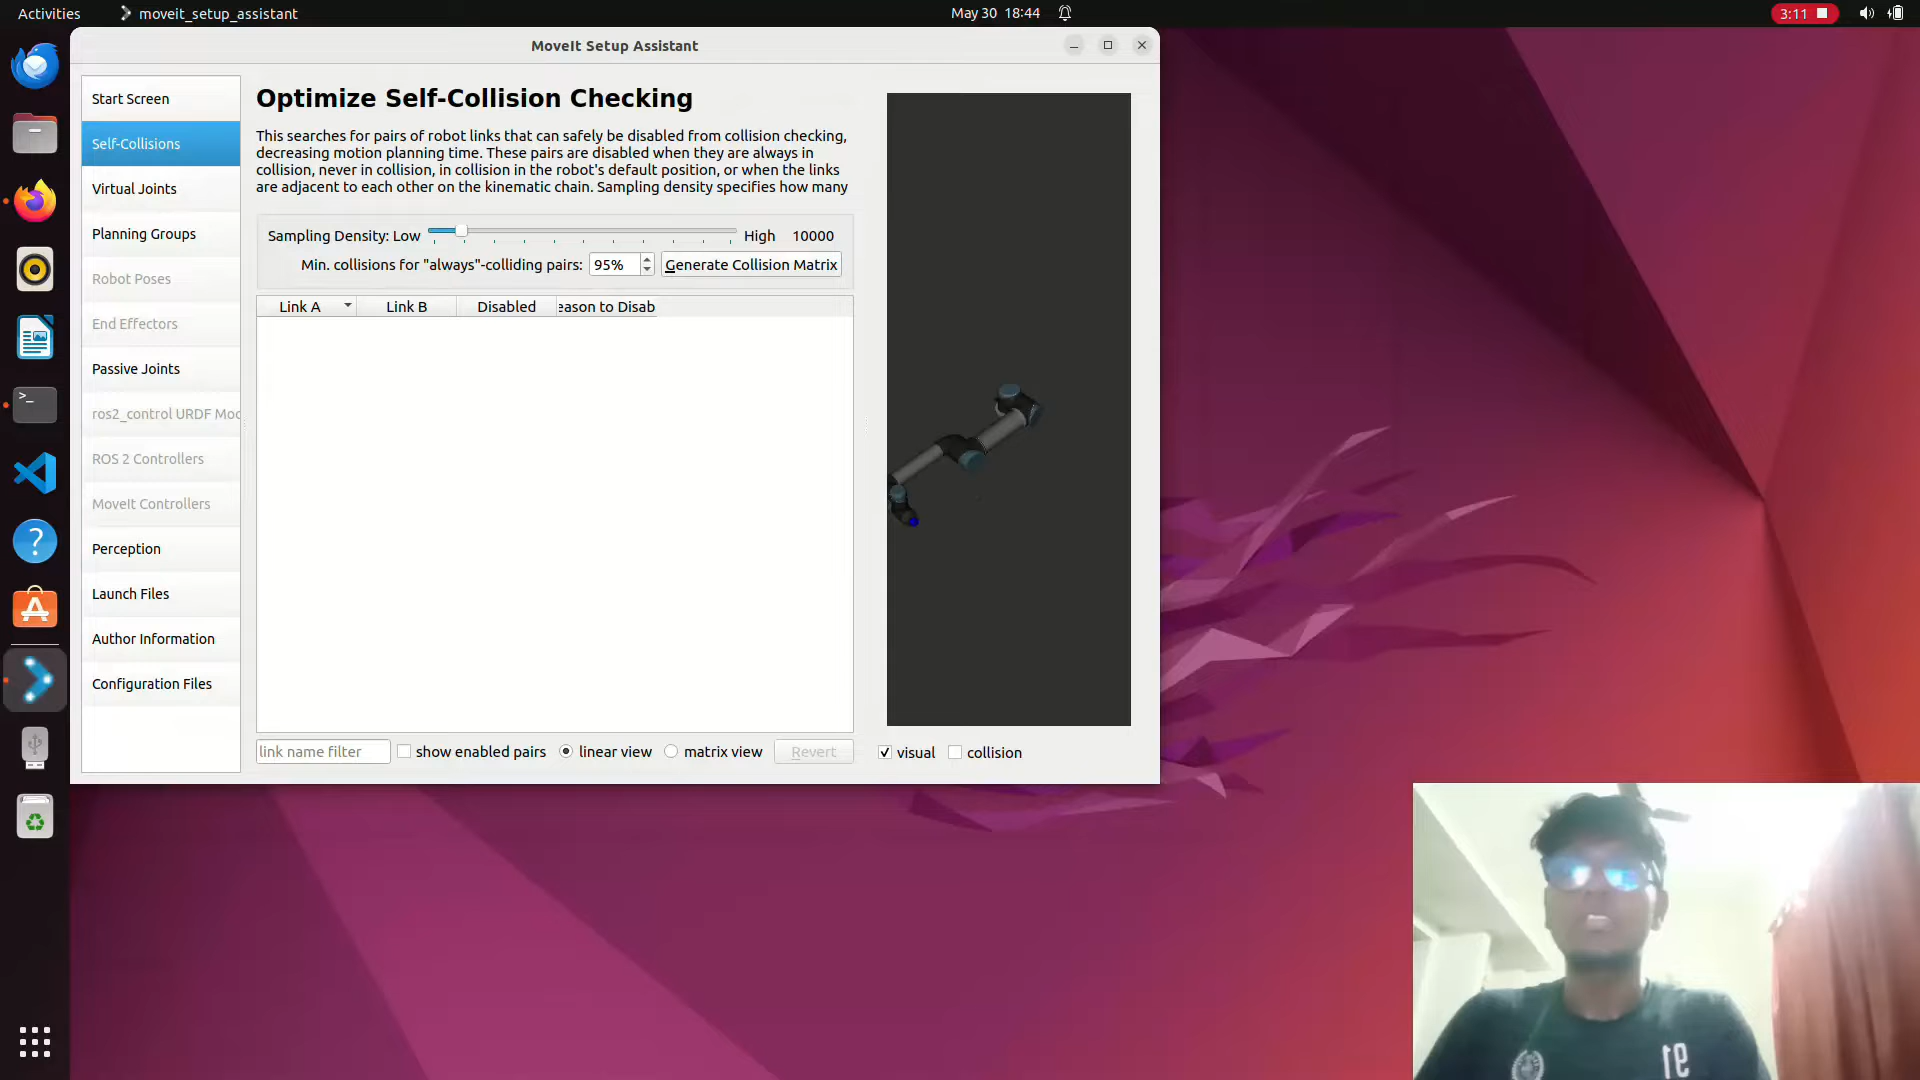 Activities
moveit_setup_assistant
May 30 18:44
3:11
MoveIt Setup Assistant
Start Screen
Self-Collisions
Virtual Joints
Planning Groups
Robot Poses
End Effectors
Passive Joints
ros2_control URDF Mod
ROS 2 Controllers
MoveIt Controllers
Perception
Launch Files
Author Information
Configuration Files
Optimize Self-Collision Checking
This searches for pairs of robot links that can safely be disabled from collision checking,
decreasing motion planning time. These pairs are disabled when they are always in
collision, never in collision, in collision in the robot's default position, or when the links
are adjacent to each other on the kinematic chain. Sampling density specifies how many
Sampling Density: Low High 10000
Min. collisions for "always"-colliding pairs: 95% Generate Collision Matrix
Link A Link B Disabled eason to Disab
link name filter show enabled pairs linear view matrix view Revert
visual collision
91